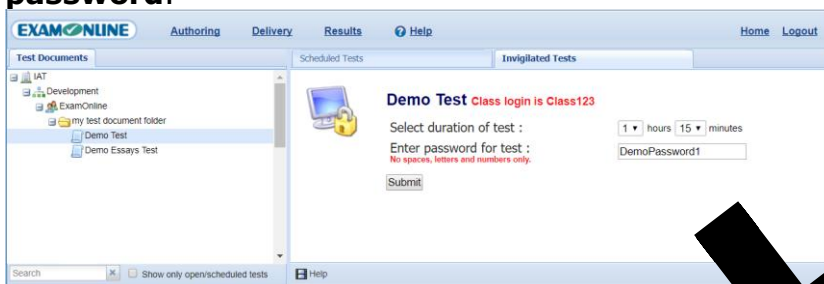 password.
EXAMONLINE Authoring Delivery Results Help Home Logout
Test Documents Scheduled Tests Invigilated Tests
IAT
Development
ExamOnline
my test document folder
Demo Test
Demo Essays Test
Demo Test Class login is Class123
Select duration of test : 1 hours 15 minutes
Enter password for test : DemoPassword1
No spaces, letters and numbers only.
Submit
Search Show only open/scheduled tests Help